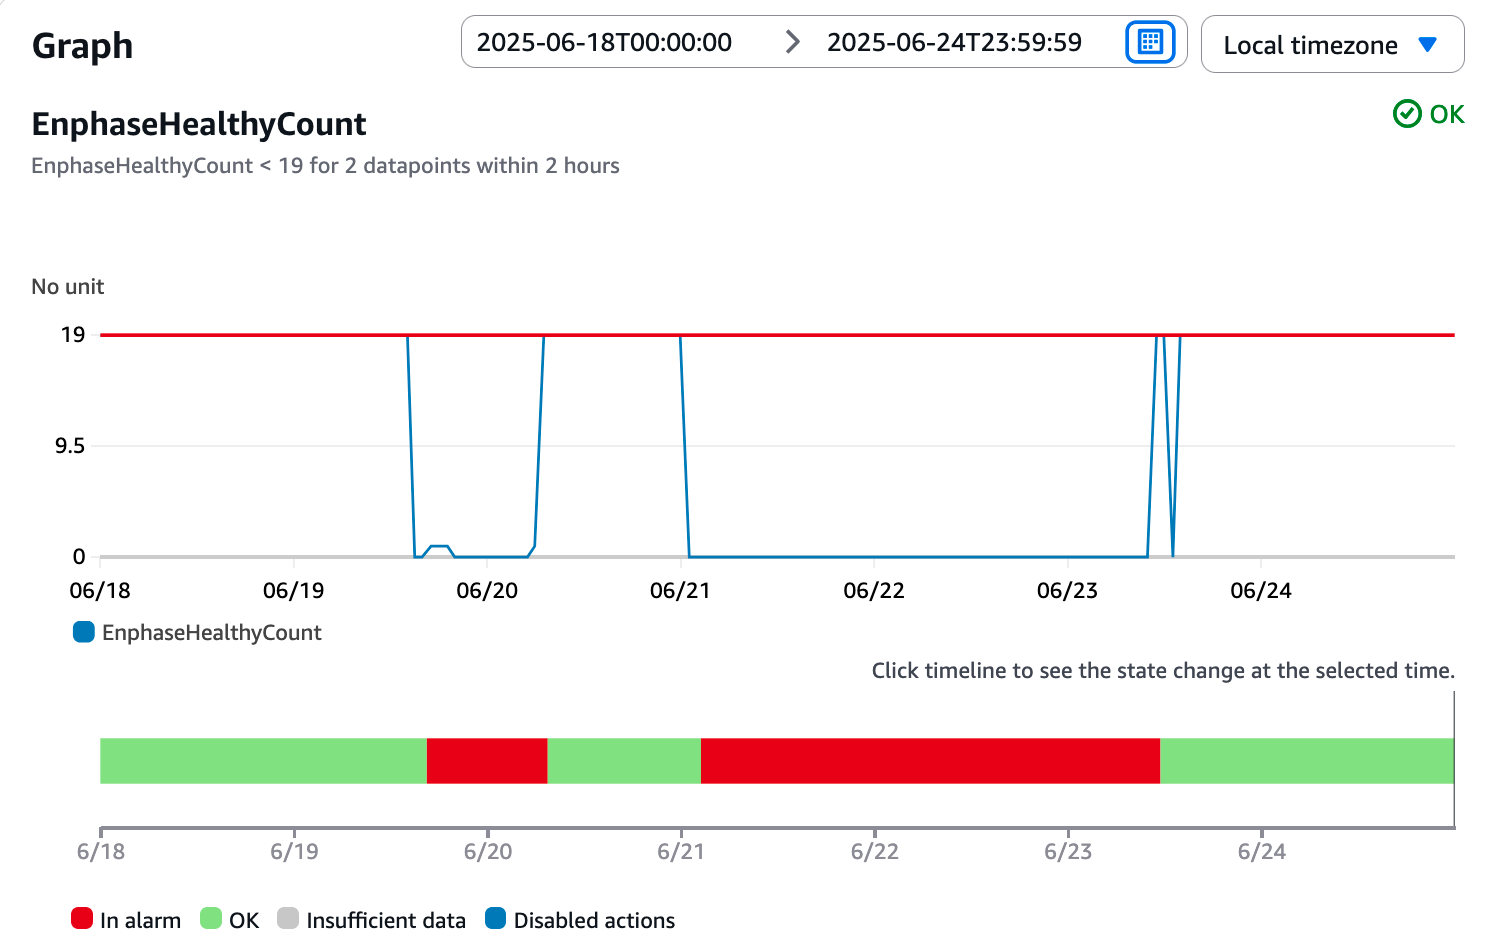 Graph
2025-06-18T00:00:00 > 2025-06-24T23:59:59
Local timezone
EnphaseHealthyCount
OK
EnphaseHealthyCount < 19 for 2 datapoints within 2 hours
No unit
19
9.5
0
06/18 06/19 06/20 06/21 06/22 06/23 06/24
EnphaseHealthyCount
Click timeline to see the state change at the selected time.
6/18 6/19 6/20 6/21 6/22 6/23 6/24
In alarm OK Insufficient data Disabled actions